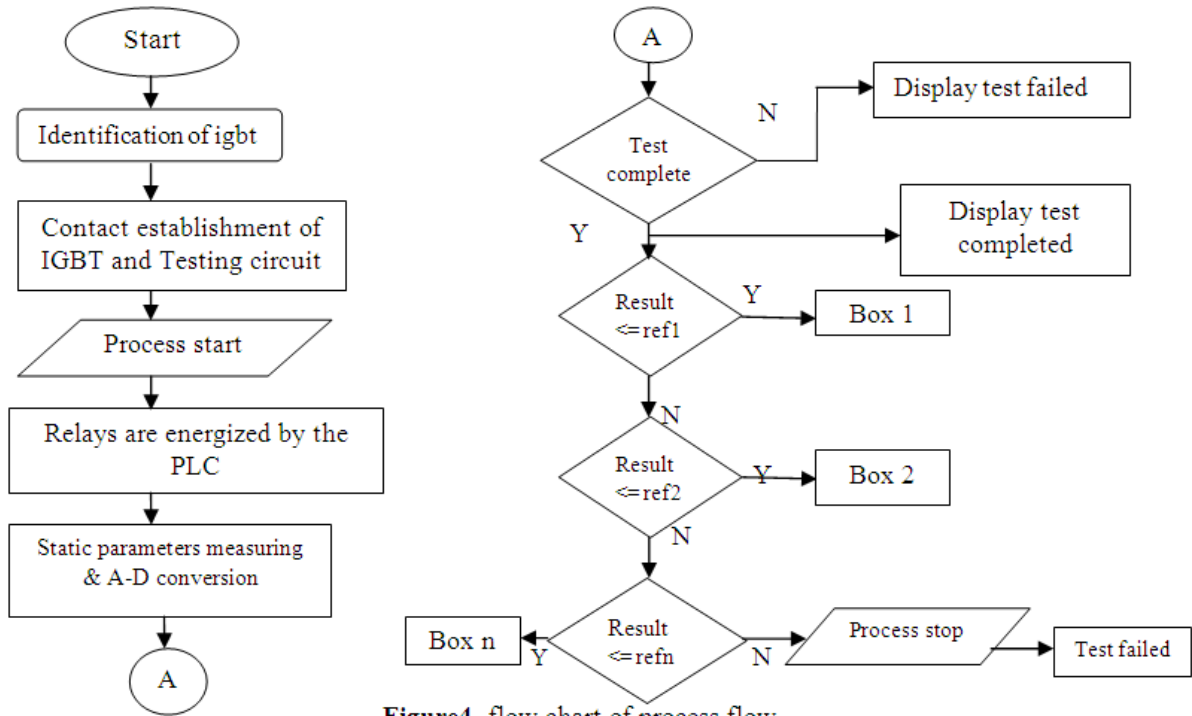 Start
Identification of igbt
Contact establishment of
IGBT and Testing circuit
Process start
Relays are energized by the
PLC
Static parameters measuring
& A-D conversion
A
A
Test
complete
N
Display test failed
Y
Display test
completed
Result
<=ref1
Y
Box 1
N
Result
<=ref2
Y
Box 2
N
Result
<=refn
Y
Box n
N
Process stop
Test failed
Figure4. flow chart of process flow